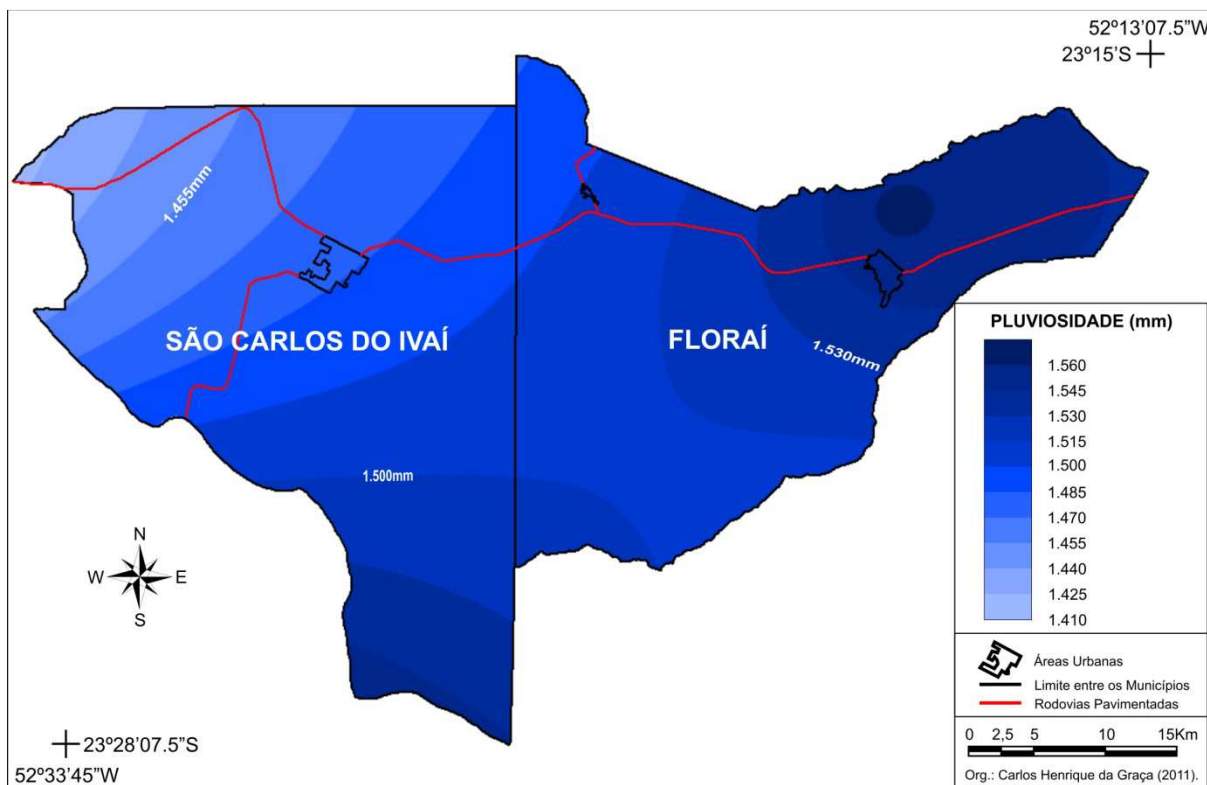 52º13'07.5"W
23º15'S
1.455mm
SÃO CARLOS DO IVAÍ
FLORAÍ
1.530mm
1.500mm
N
W E
S
23º28'07.5"S
52º33'45"W
PLUVIOSIDADE (mm)
1.560
1.545
1.530
1.515
1.500
1.485
1.470
1.455
1.425
1.410
Áreas Urbanas
Limite entre os Municípios
Rodovias Pavimentadas
0 2,5 5 10 15Km
Org.: Carlos Henrique da Graça (2011).